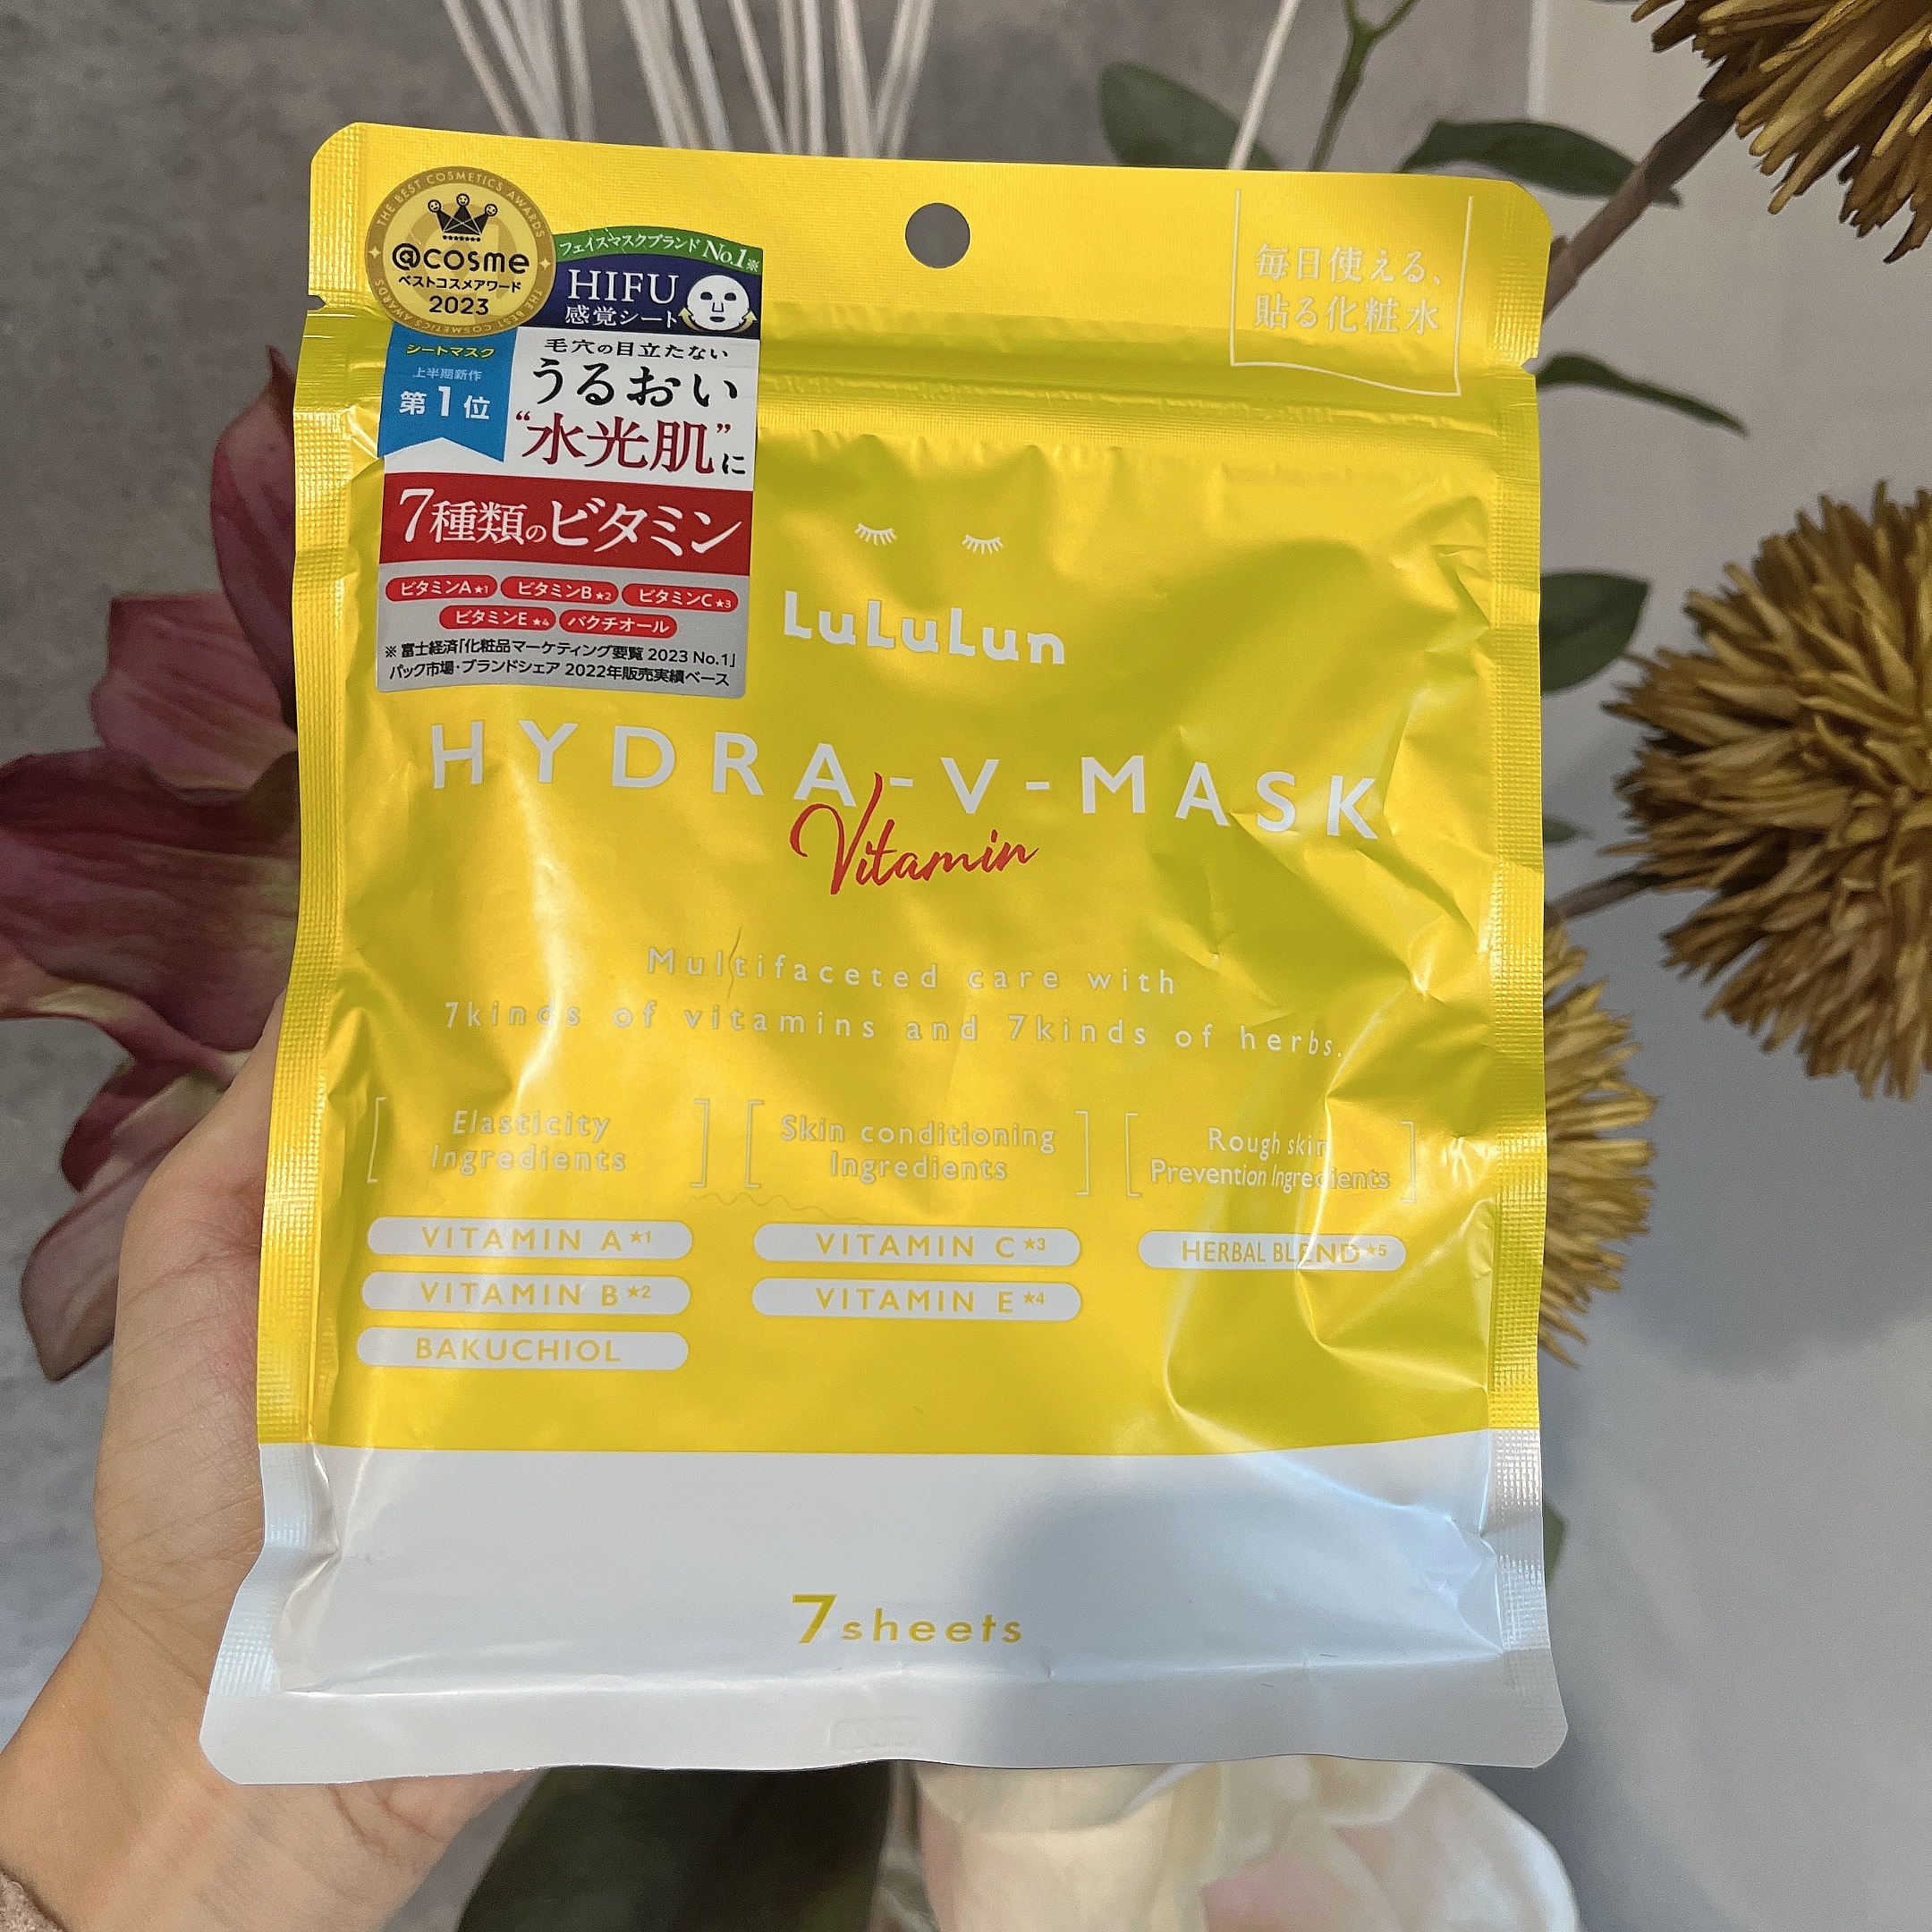 THE BEST COSMETICS AWARDS
@cosme
ベストコスメアワード
2023
THE BEST COSMETICS AWARDS
フェイスマスクブランド No.1※
HIFU
感覚シート
シートマスク
上半期新作
第1位
毛穴の目立たない
うるおい
“水光肌”に
7種類のビタミン
ビタミンA★1 ビタミンB★2 ビタミンC★3
ビタミンE★4 バクチオール
※富士経済「化粧品マーケティング要覧 2023 No.1」
パック市場・ブランドシェア 2022年販売実績ベース
毎日使える、
貼る化粧水
LuLuLun
HYDRA-V-MASK
Vitamin
Multifaceted care with
7kinds of vitamins and 7kinds of herbs.
Elasticity
Ingredients
VITAMIN A★1
VITAMIN B★2
BAKUCHIOL
Skin conditioning
Ingredients
VITAMIN C★3
VITAMIN E★4
Rough skin
Prevention Ingredients
HERBAL BLEND★5
7sheets